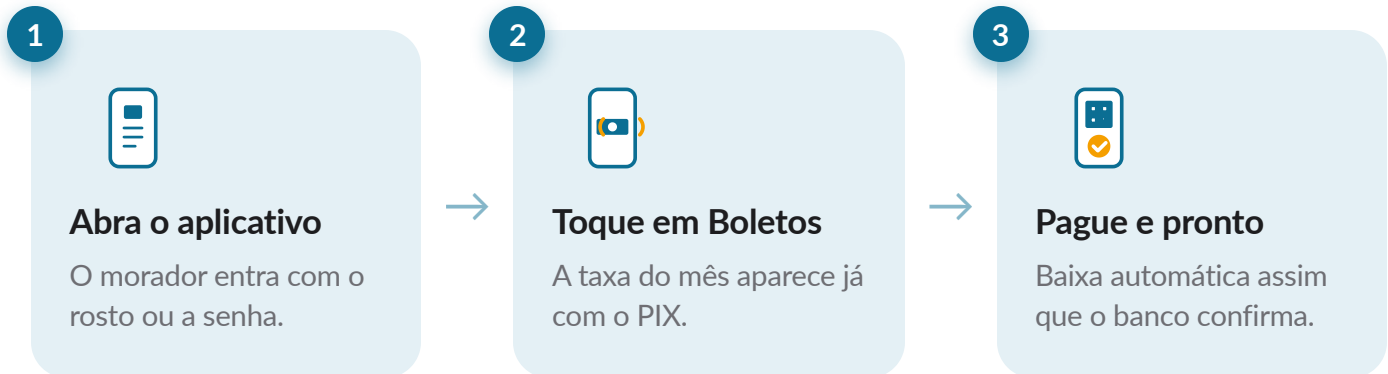 1
Abra o aplicativo
O morador entra com o
rosto ou a senha.
2
Toque em Boletos
A taxa do mês aparece já
com o PIX.
3
Pague e pronto
Baixa automática assim
que o banco confirma.